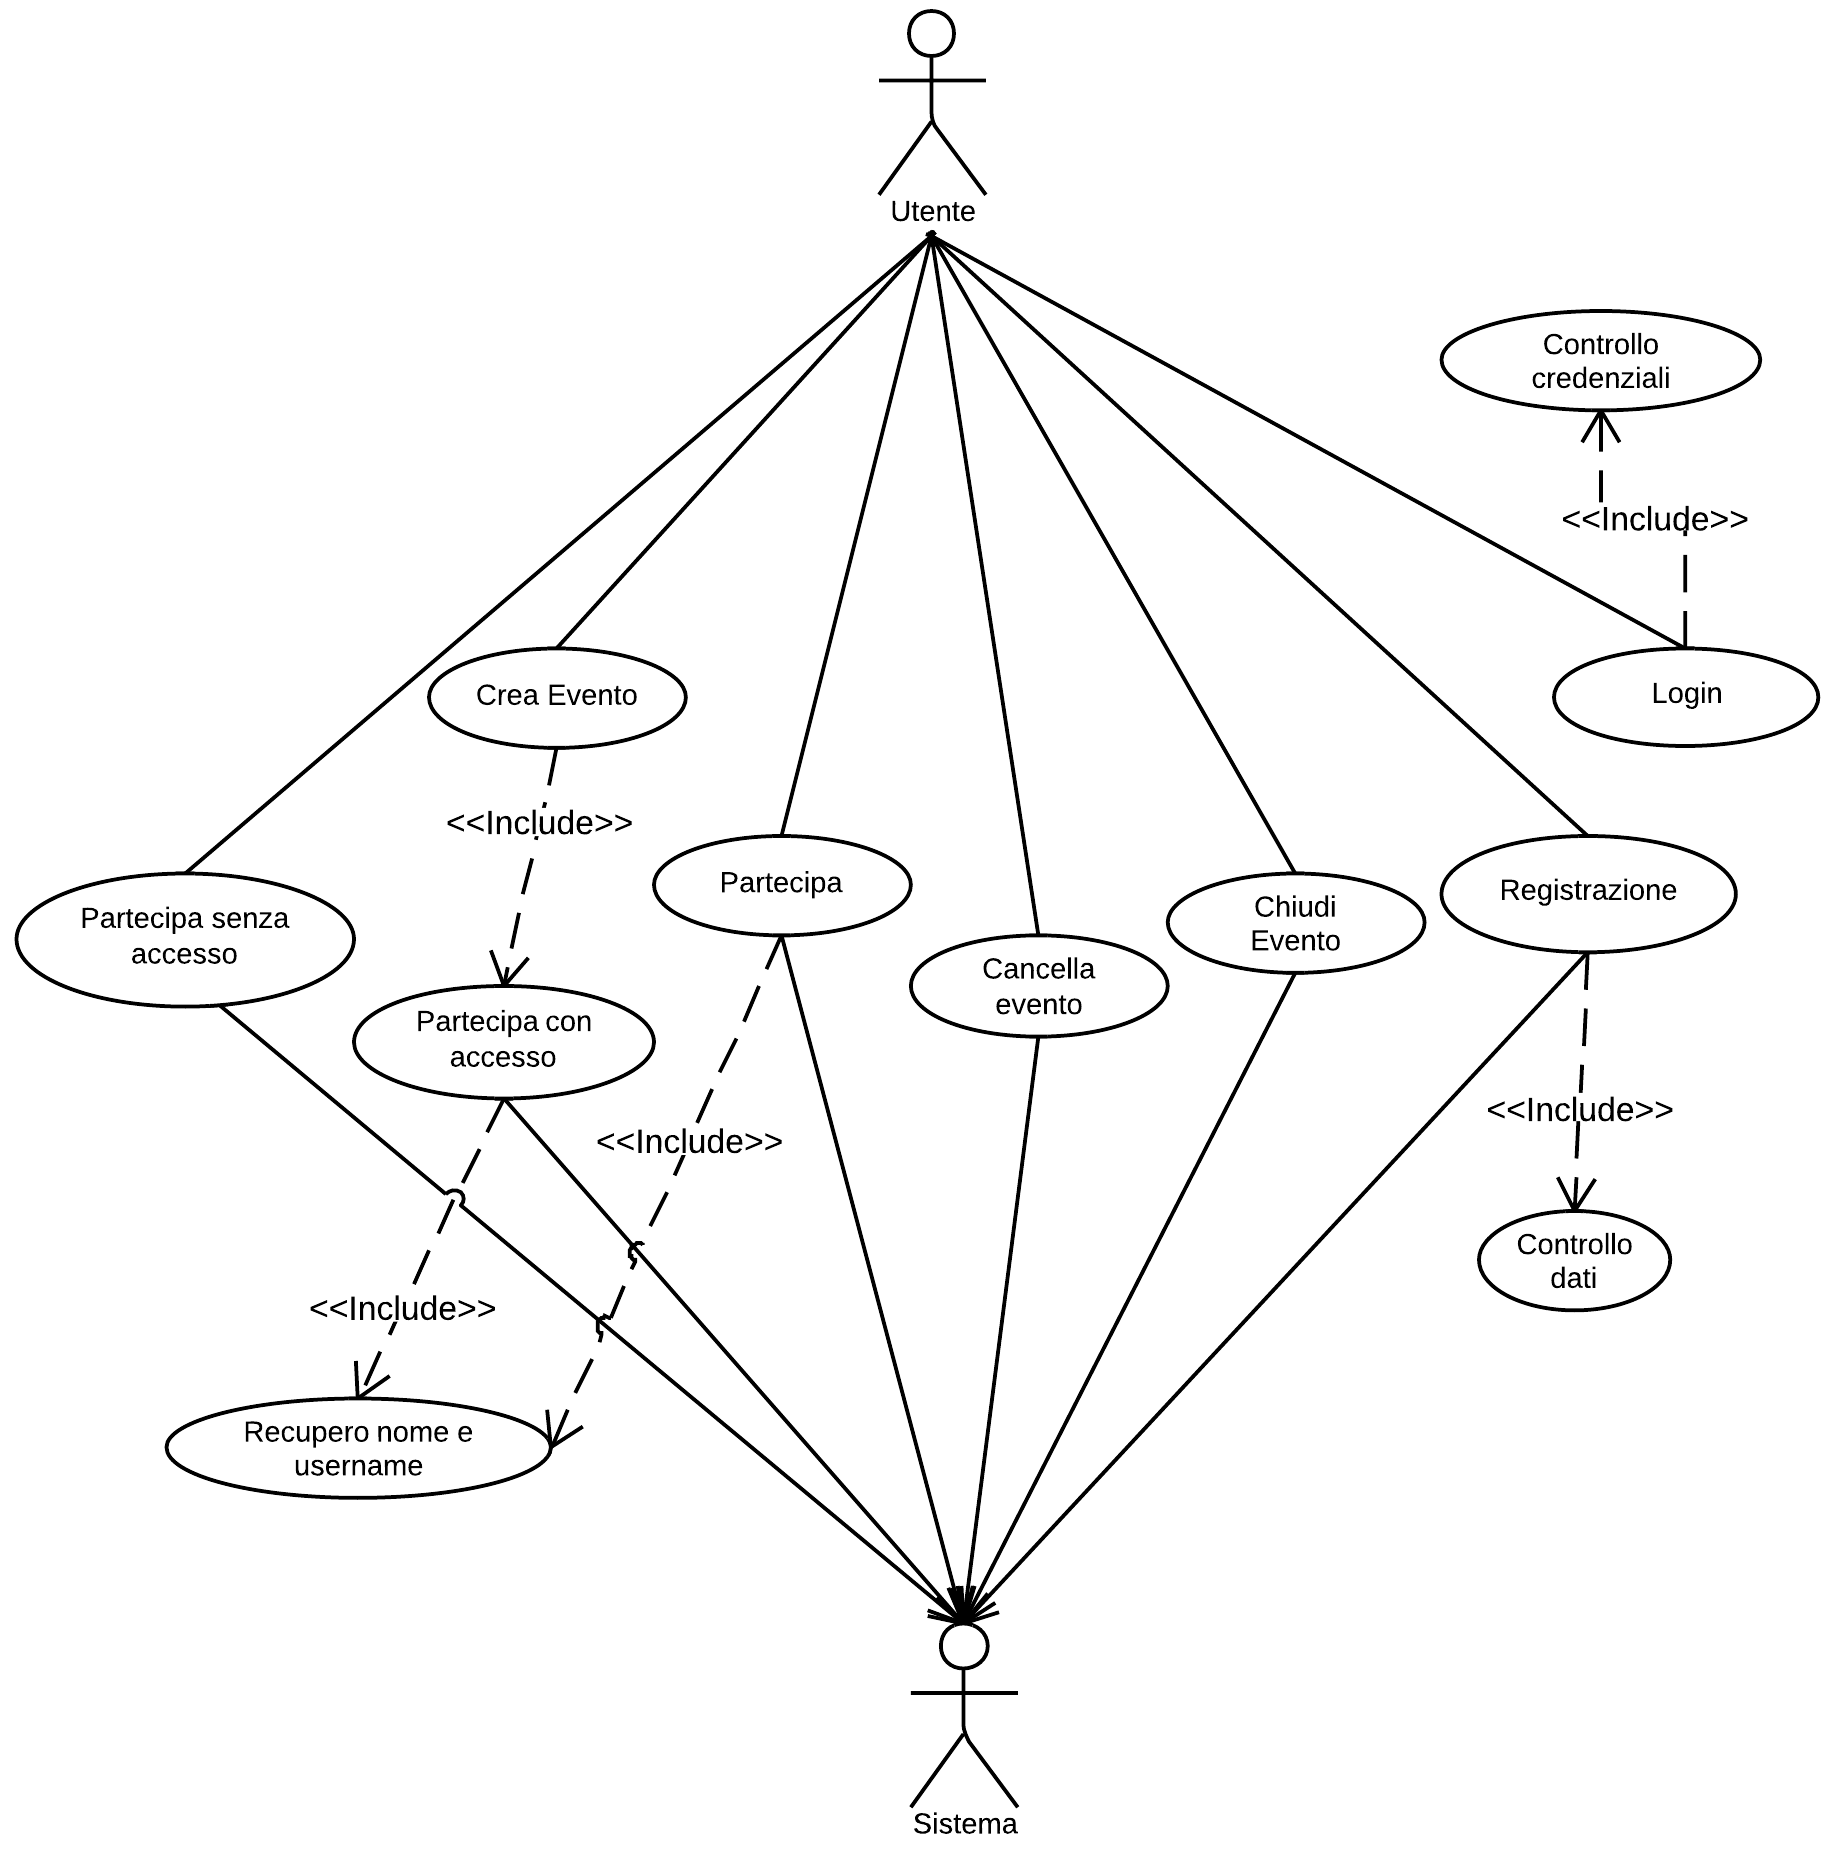 Utente
Controllo
credenziali
<<Include>>
Login
Crea Evento
<<Include>>
Partecipa
Registrazione
Partecipa senza
accesso
Chiudi
Evento
Cancella
evento
Partecipa con
accesso
<<Include>>
<<Include>>
Controllo
dati
<<Include>>
Recupero nome e
username
Sistema